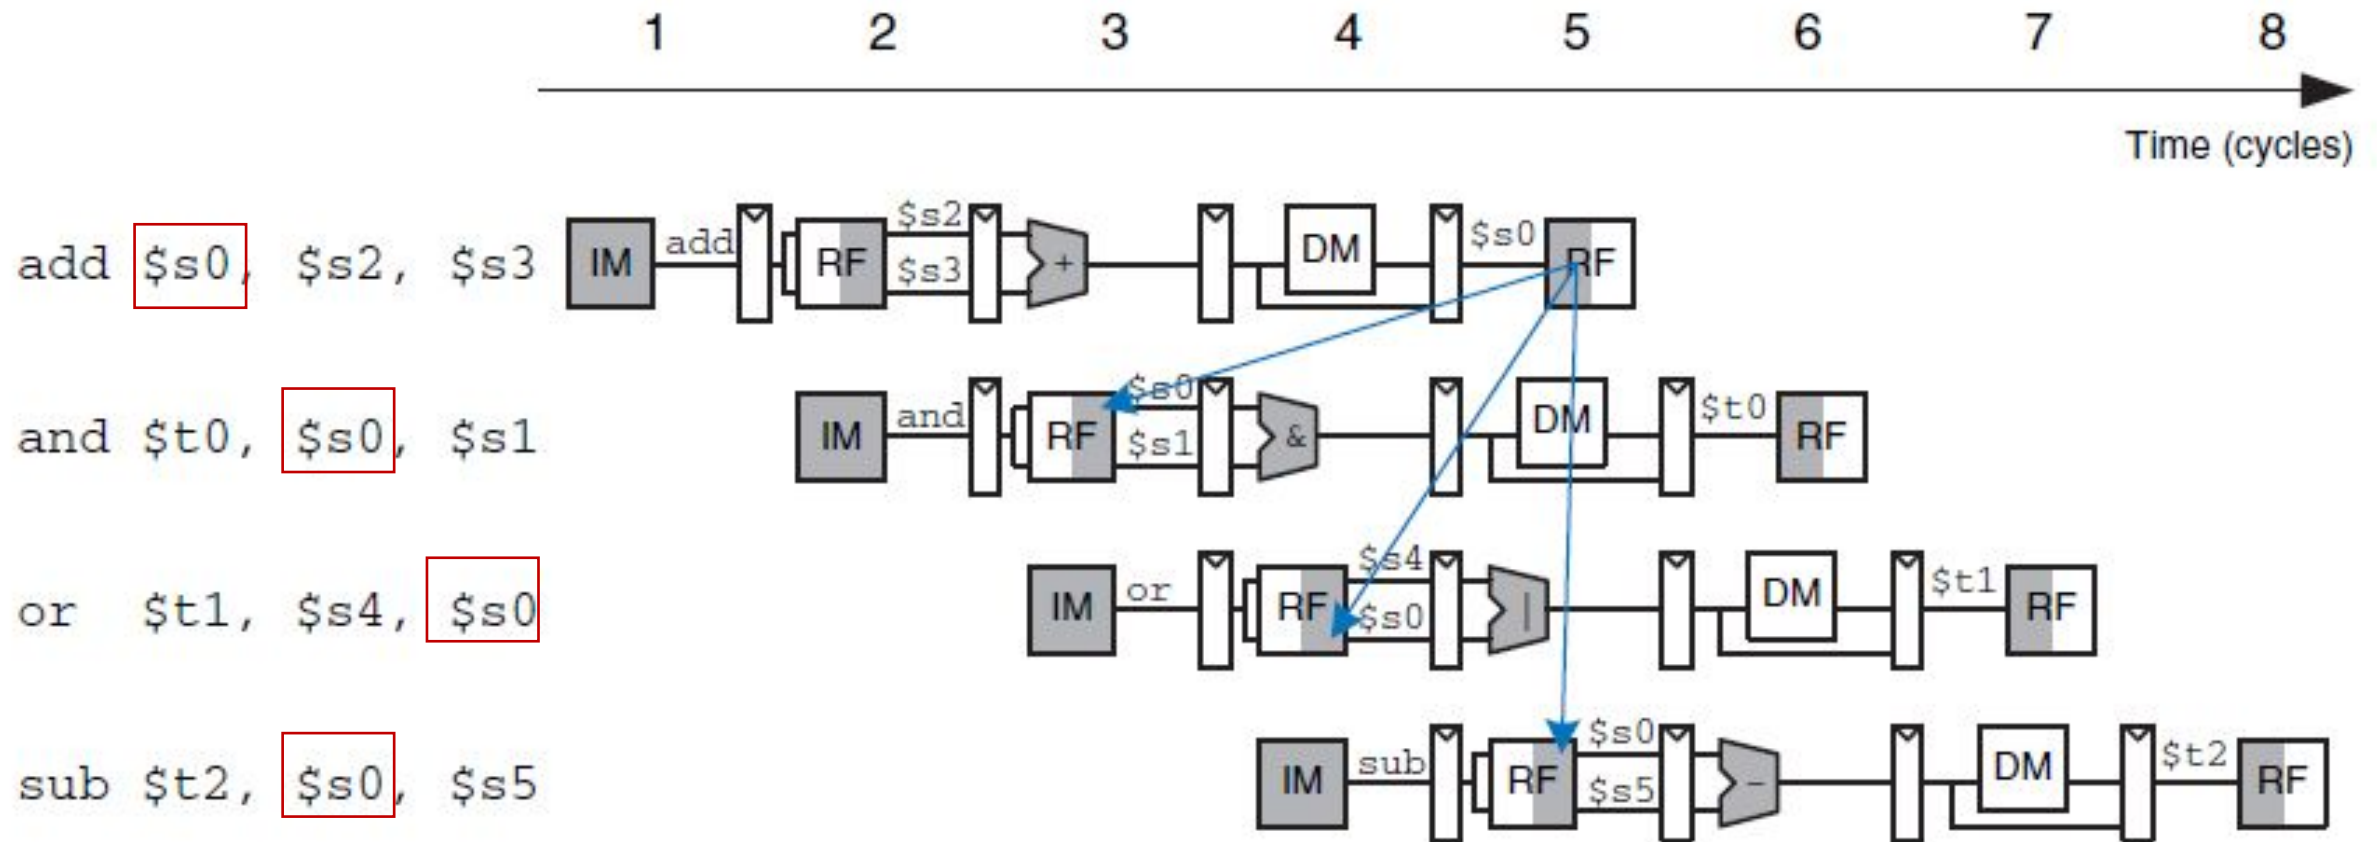 1 2 3 4 5 6 7 8
Time (cycles)
add $s0, $s2, $s3 IM add RF $s2 $s3 + DM $s0 RF
and $t0, $s0, $s1 IM and RF $s0 $s1 & DM $t0 RF
or $t1, $s4, $s0 IM or RF $s4 $s0 | DM $t1 RF
sub $t2, $s0, $s5 IM sub RF $s0 $s5 - DM $t2 RF